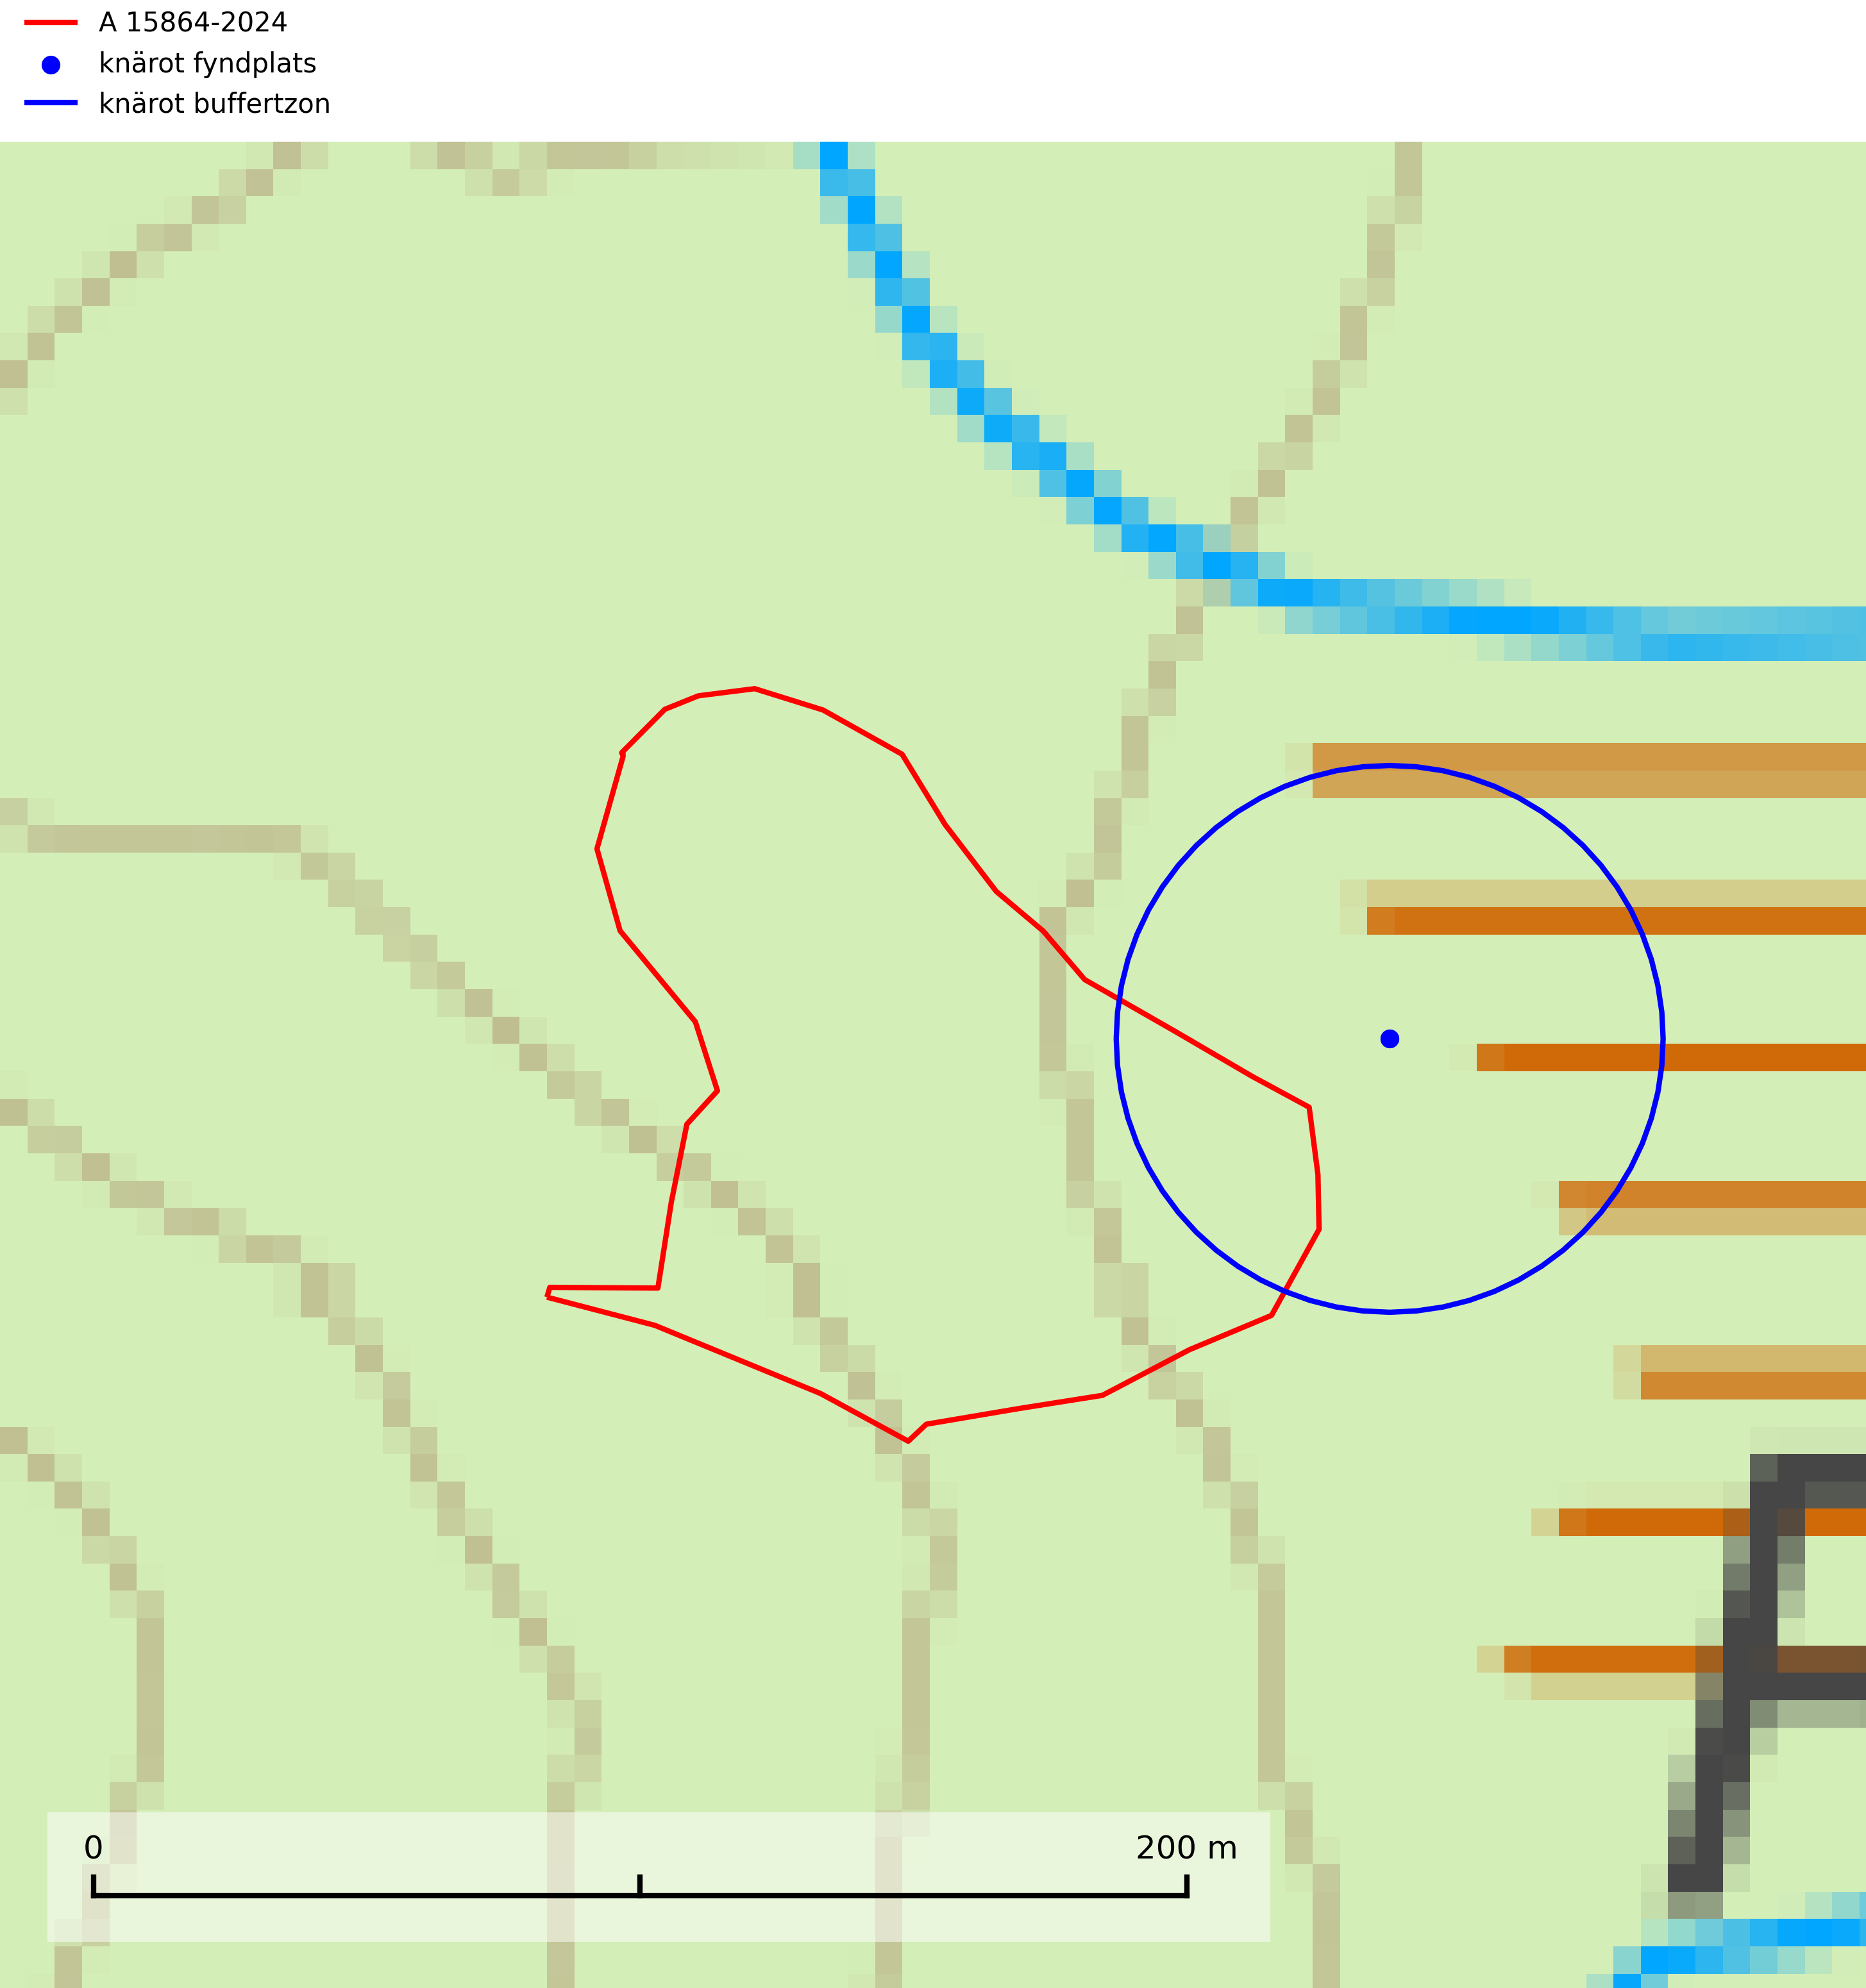 A 15864-2024
knärot fyndplats
knärot buffertzon
0 200 m